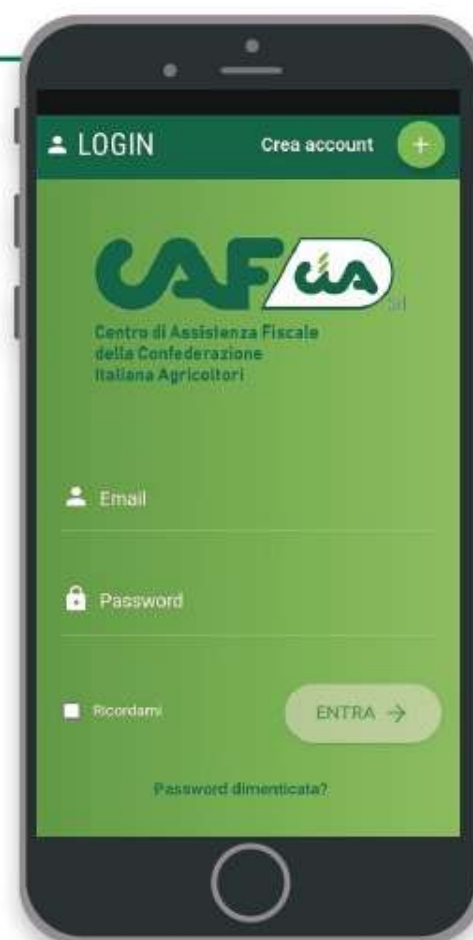 LOGIN
Crea account
+
CAF cia
srl
Centro di Assistenza Fiscale
della Confederazione
Italiana Agricoltori
Email
Password
Ricordami
ENTRA →
Password dimenticata?